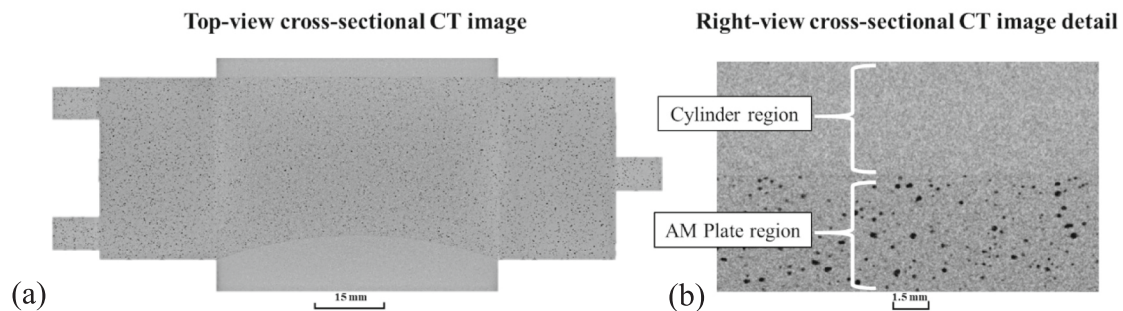 Top-view cross-sectional CT image
Right-view cross-sectional CT image detail
Cylinder region
AM Plate region
(a)
15 mm
(b)
1.5 mm